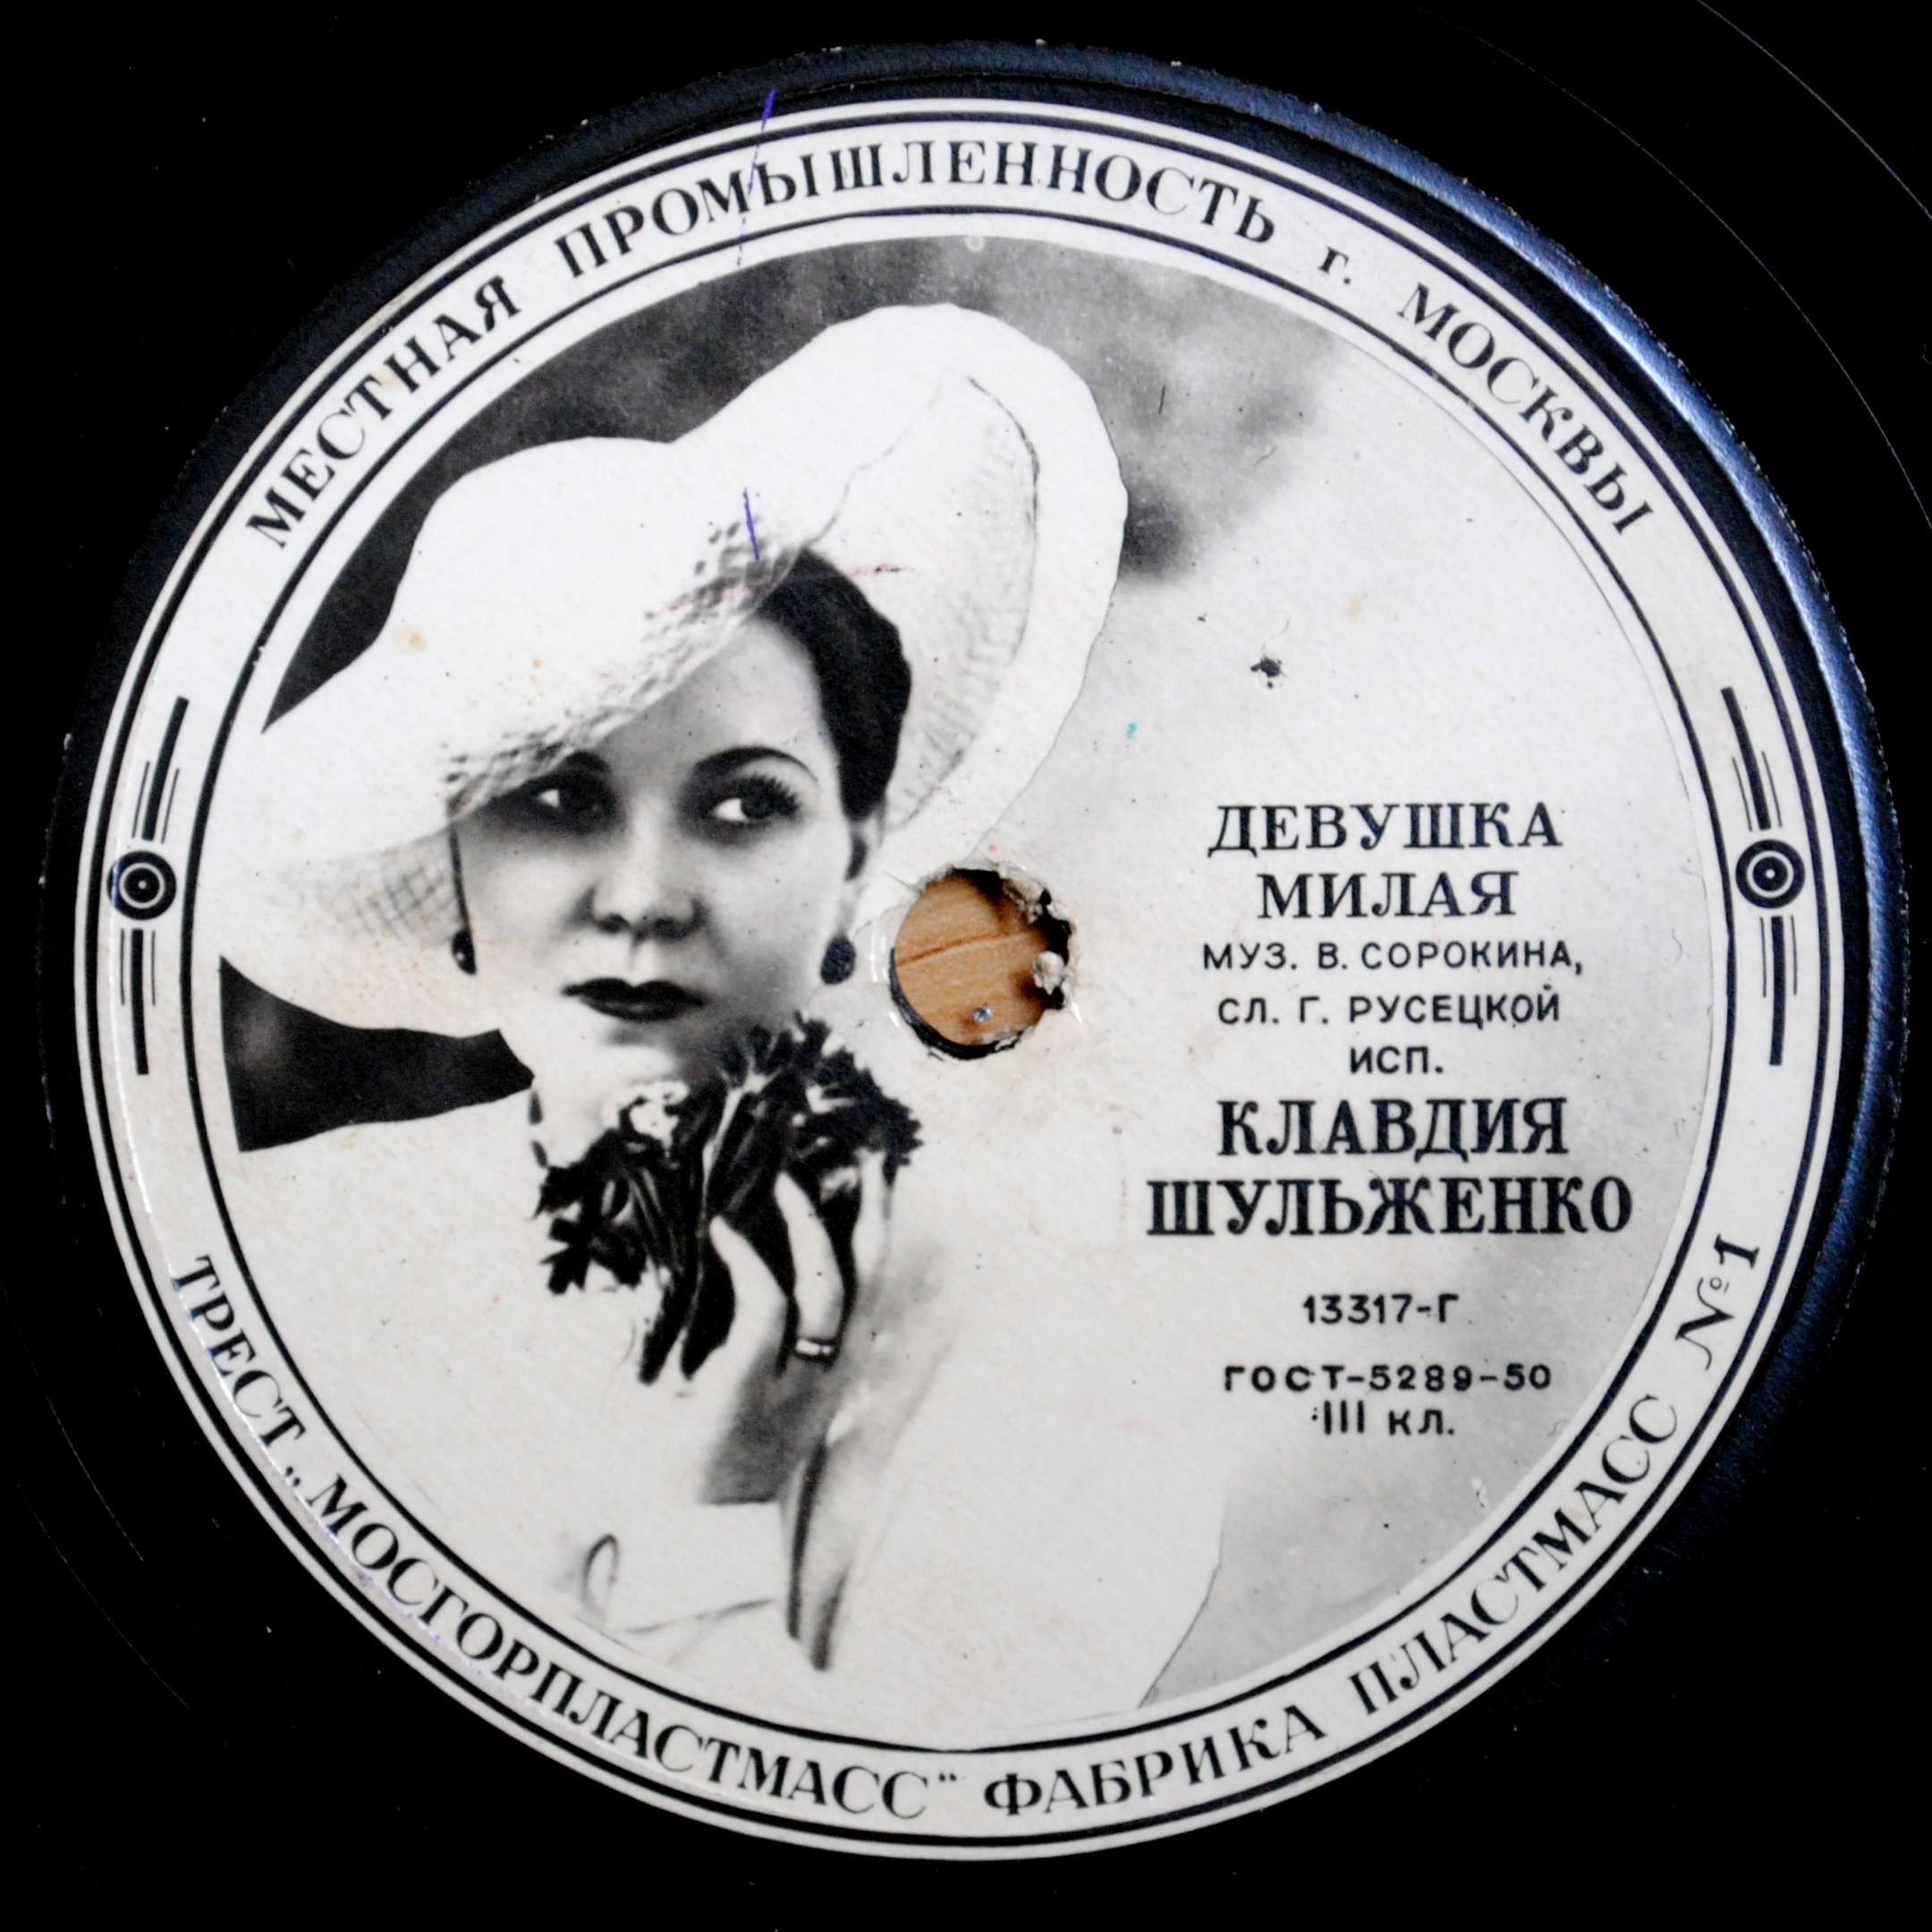 МЕСТНАЯ ПРОМЫШЛЕННОСТЬ г. МОСКВЫ
ДЕВУШКА
МИЛАЯ
МУЗ. В. СОРОКИНА,
СЛ. Г. РУСЕЦКОЙ
ИСП.
КЛАВДИЯ
ШУЛЬЖЕНКО
13317-Г
ГОСТ-5289-50
III КЛ.
ТРЕСТ „МОСГОРПЛАСТМАСС“ ФАБРИКА ПЛАСТМАСС №1